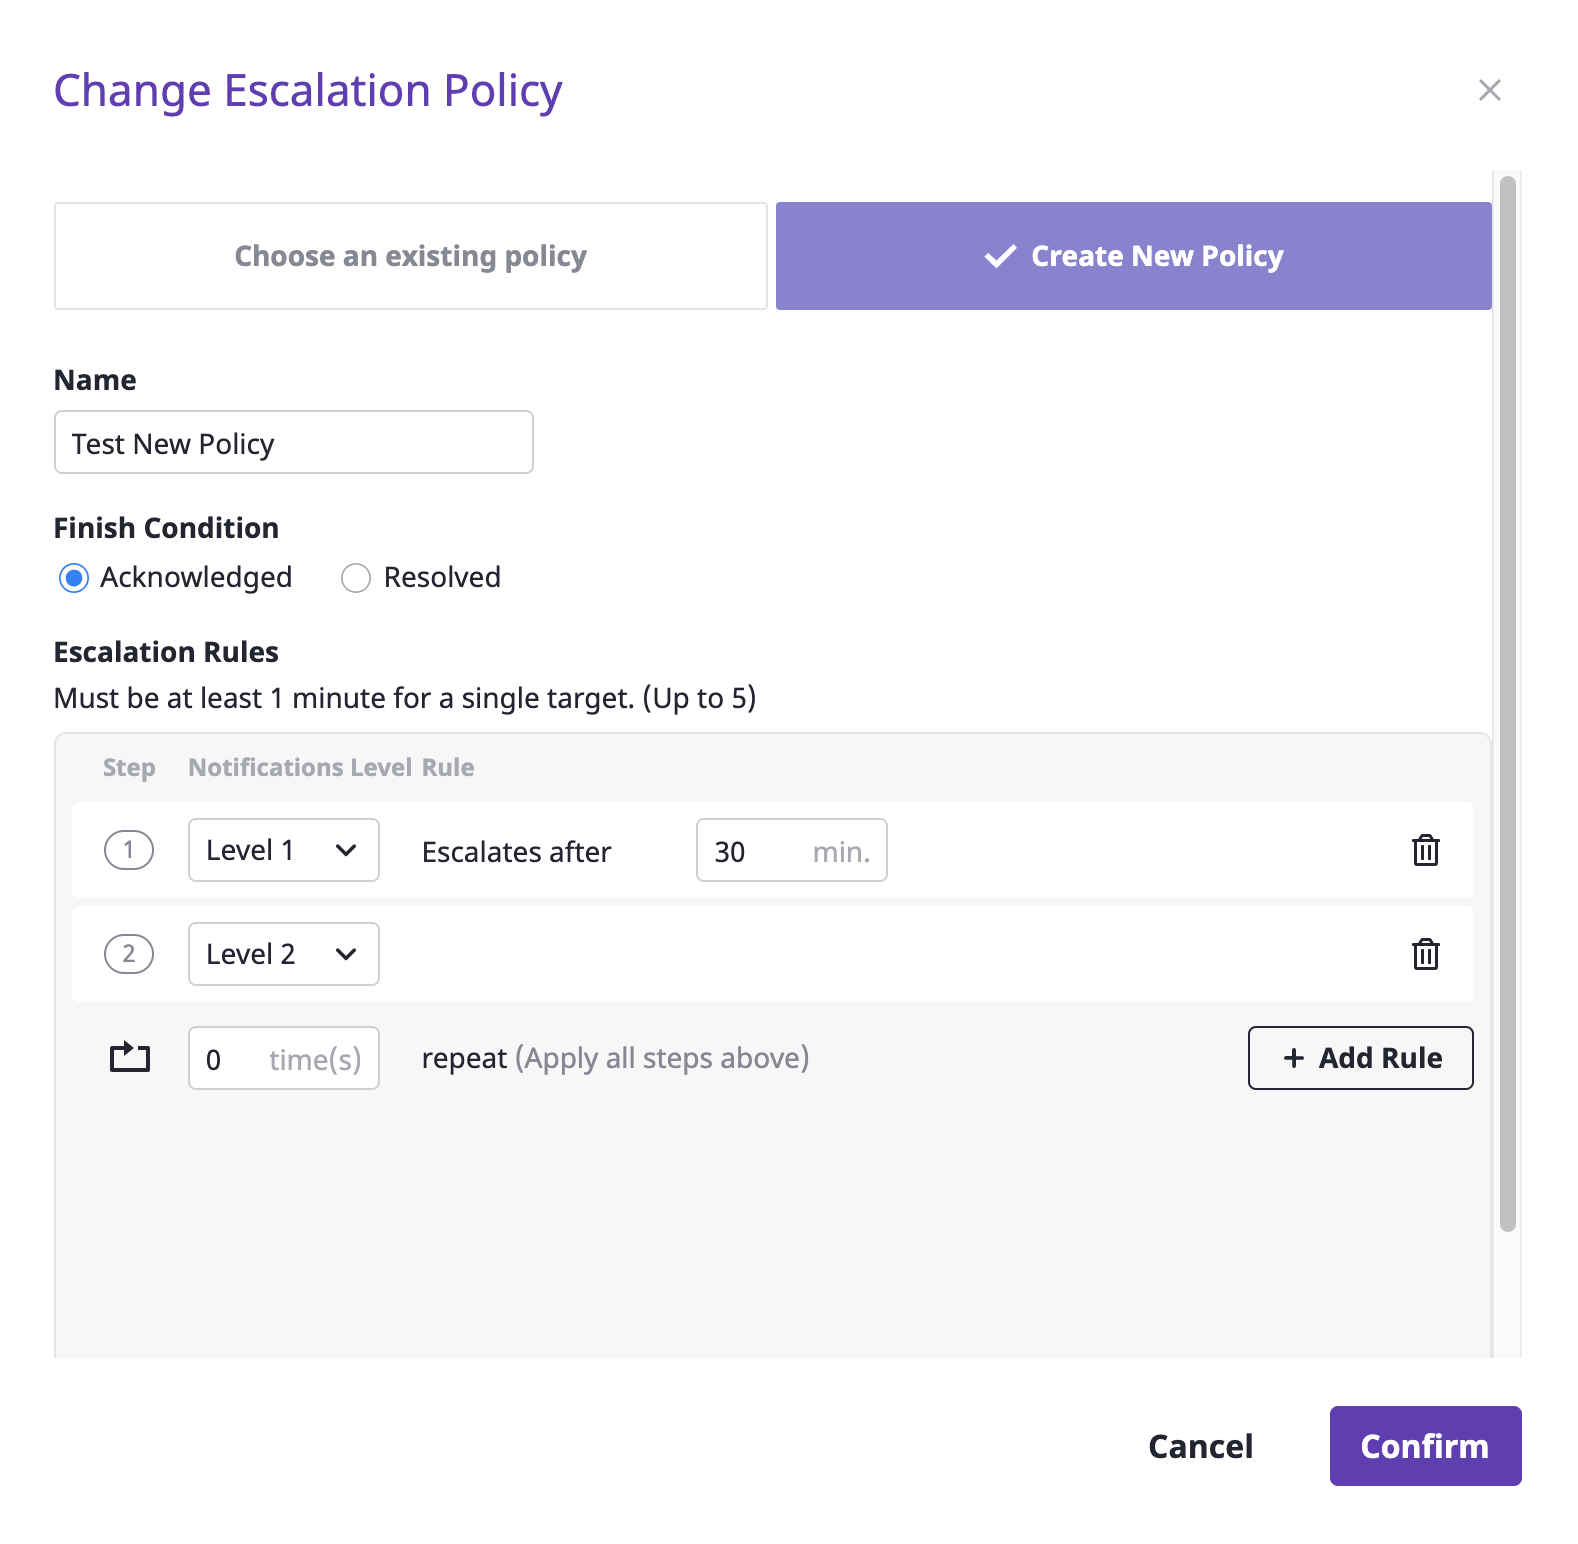 Change Escalation Policy
Choose an existing policy
Create New Policy
Name
Test New Policy
Finish Condition
Acknowledged Resolved
Escalation Rules
Must be at least 1 minute for a single target. (Up to 5)
Step Notifications Level Rule
1 Level 1 Escalates after 30 min.
2 Level 2
0 time(s) repeat (Apply all steps above) + Add Rule
Cancel Confirm